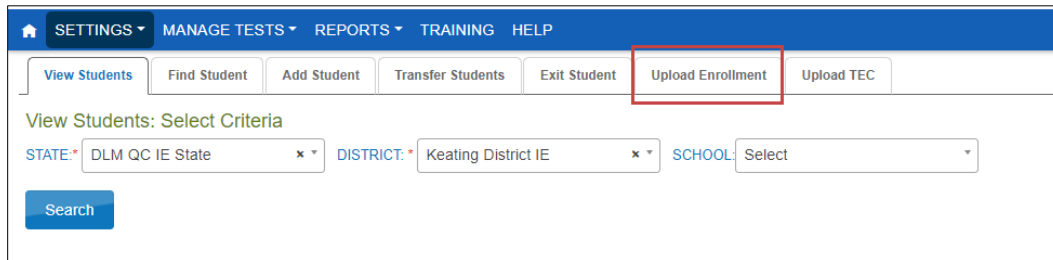 SETTINGS MANAGE TESTS REPORTS TRAINING HELP
View Students Find Student Add Student Transfer Students Exit Student Upload Enrollment Upload TEC
View Students: Select Criteria
STATE:* DLM QC IE State × DISTRICT: * Keating District IE × SCHOOL: Select
Search